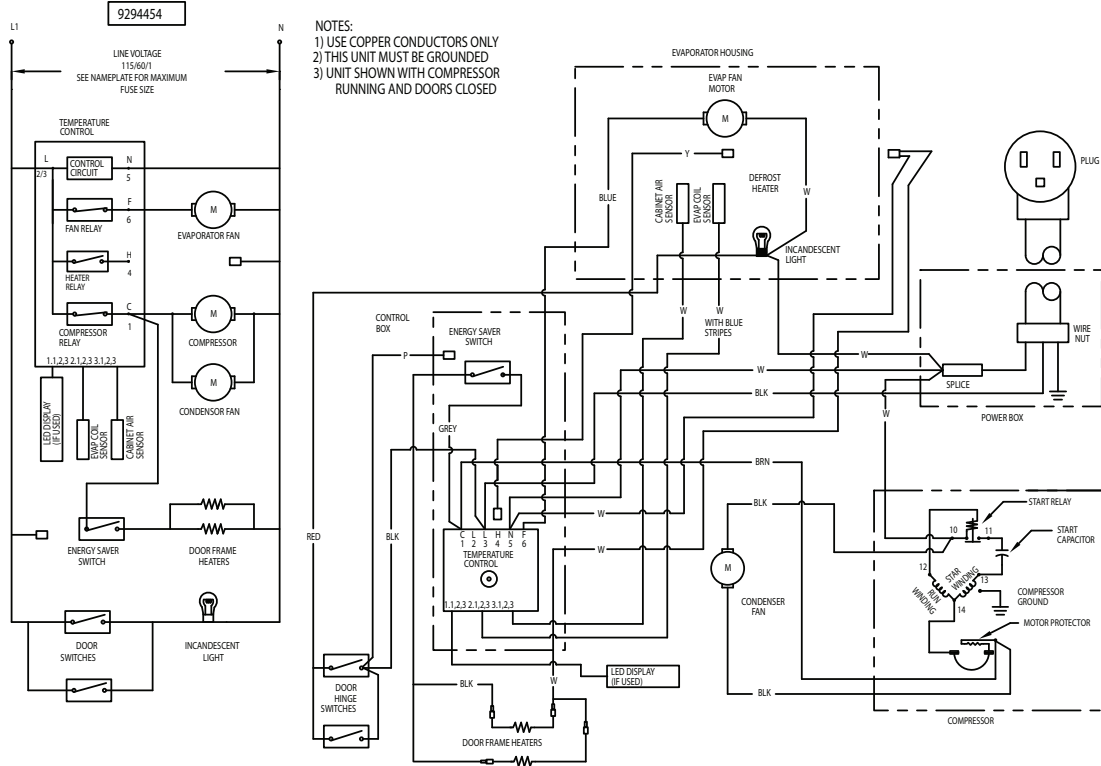 9294454
L1
N
NOTES:
1) USE COPPER CONDUCTORS ONLY
2) THIS UNIT MUST BE GROUNDED
3) UNIT SHOWN WITH COMPRESSOR
RUNNING AND DOORS CLOSED
LINE VOLTAGE
115/60/1
SEE NAMEPLATE FOR MAXIMUM
FUSE SIZE
TEMPERATURE
CONTROL
L
2/3
CONTROL
CIRCUIT
N
5
F
6
FAN RELAY
M
EVAPORATOR FAN
H
4
HEATER
RELAY
C
1
COMPRESSOR
RELAY
M
COMPRESSOR
M
CONDENSOR FAN
1.1,2,3 2.1,2,3 3.1,2,3
LED DISPLAY
(IF USED)
EVAP COIL
SENSOR
CABINET AIR
SENSOR
ENERGY SAVER
SWITCH
DOOR FRAME
HEATERS
DOOR
SWITCHES
INCANDESCENT
LIGHT
EVAPORATOR HOUSING
EVAP FAN
MOTOR
M
Y
BLUE
W
CABINET AIR
SENSOR
EVAP COIL
SENSOR
DEFROST
HEATER
INCANDESCENT
LIGHT
W
W
WITH BLUE
STRIPES
PLUG
WIRE
NUT
SPLICE
POWER BOX
CONTROL
BOX
ENERGY SAVER
SWITCH
P
GREY
W
W
BLK
W
BRN
BLK
W
W
RED
BLK
C L L H N F
1 2 3 4 5 6
TEMPERATURE
CONTROL
1.1,2,3 2.1,2,3 3.1,2,3
DOOR
HINGE
SWITCHES
BLK
W
LED DISPLAY
(IF USED)
DOOR FRAME HEATERS
M
CONDENSER
FAN
BLK
START RELAY
10
11
START
CAPACITOR
12
STAR WINDING
RUN
WINDING
13
14
COMPRESSOR
GROUND
MOTOR PROTECTOR
COMPRESSOR